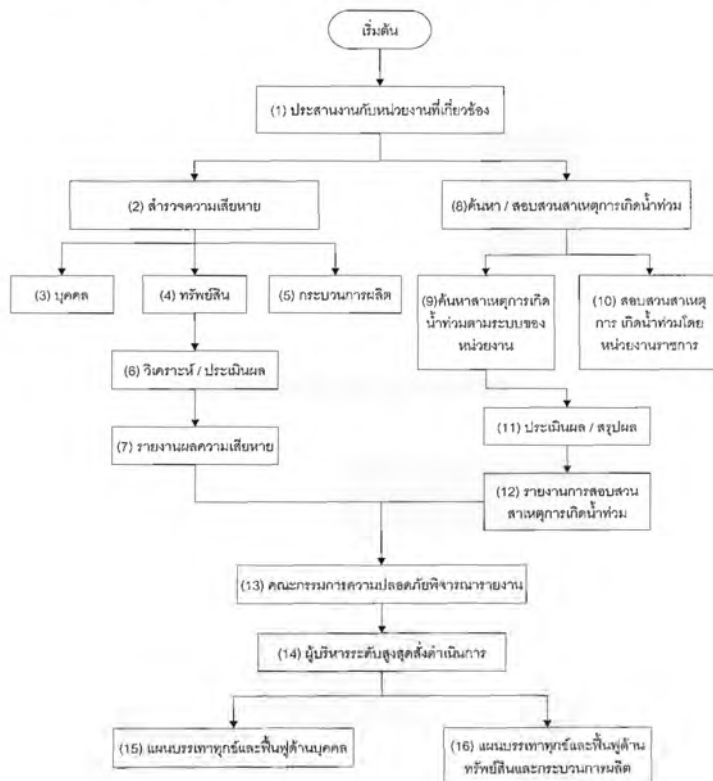 เริ่มต้น
(1) ประสานงานกับหน่วยงานที่เกี่ยวข้อง
(2) สำรวจความเสียหาย
(8)ค้นหา / สอบสวนสาเหตุการเกิดน้ำท่วม
(3) บุคคล
(4) ทรัพย์สิน
(5) กระบวนการผลิต
(9)ค้นหาสาเหตุการเกิด
น้ำท่วมตามระบบของ
หน่วยงาน
(10) สอบสวนสาเหตุ
การ เกิดน้ำท่วมโดย
หน่วยงานราชการ
(6) วิเคราะห์ / ประเมินผล
(7) รายงานผลความเสียหาย
(11) ประเมินผล / สรุปผล
(12) รายงานการสอบสวน
สาเหตุการเกิดน้ำท่วม
(13) คณะกรรมการความปลอดภัยพิจารณารายงาน
(14) ผู้บริหารระดับสูงสุดสั่งดำเนินการ
(15) แผนบรรเทาทุกข์และฟื้นฟูด้านบุคคล
(16) แผนบรรเทาทุกข์และฟื้นฟูด้าน
ทรัพย์สินและกระบวนการผลิต